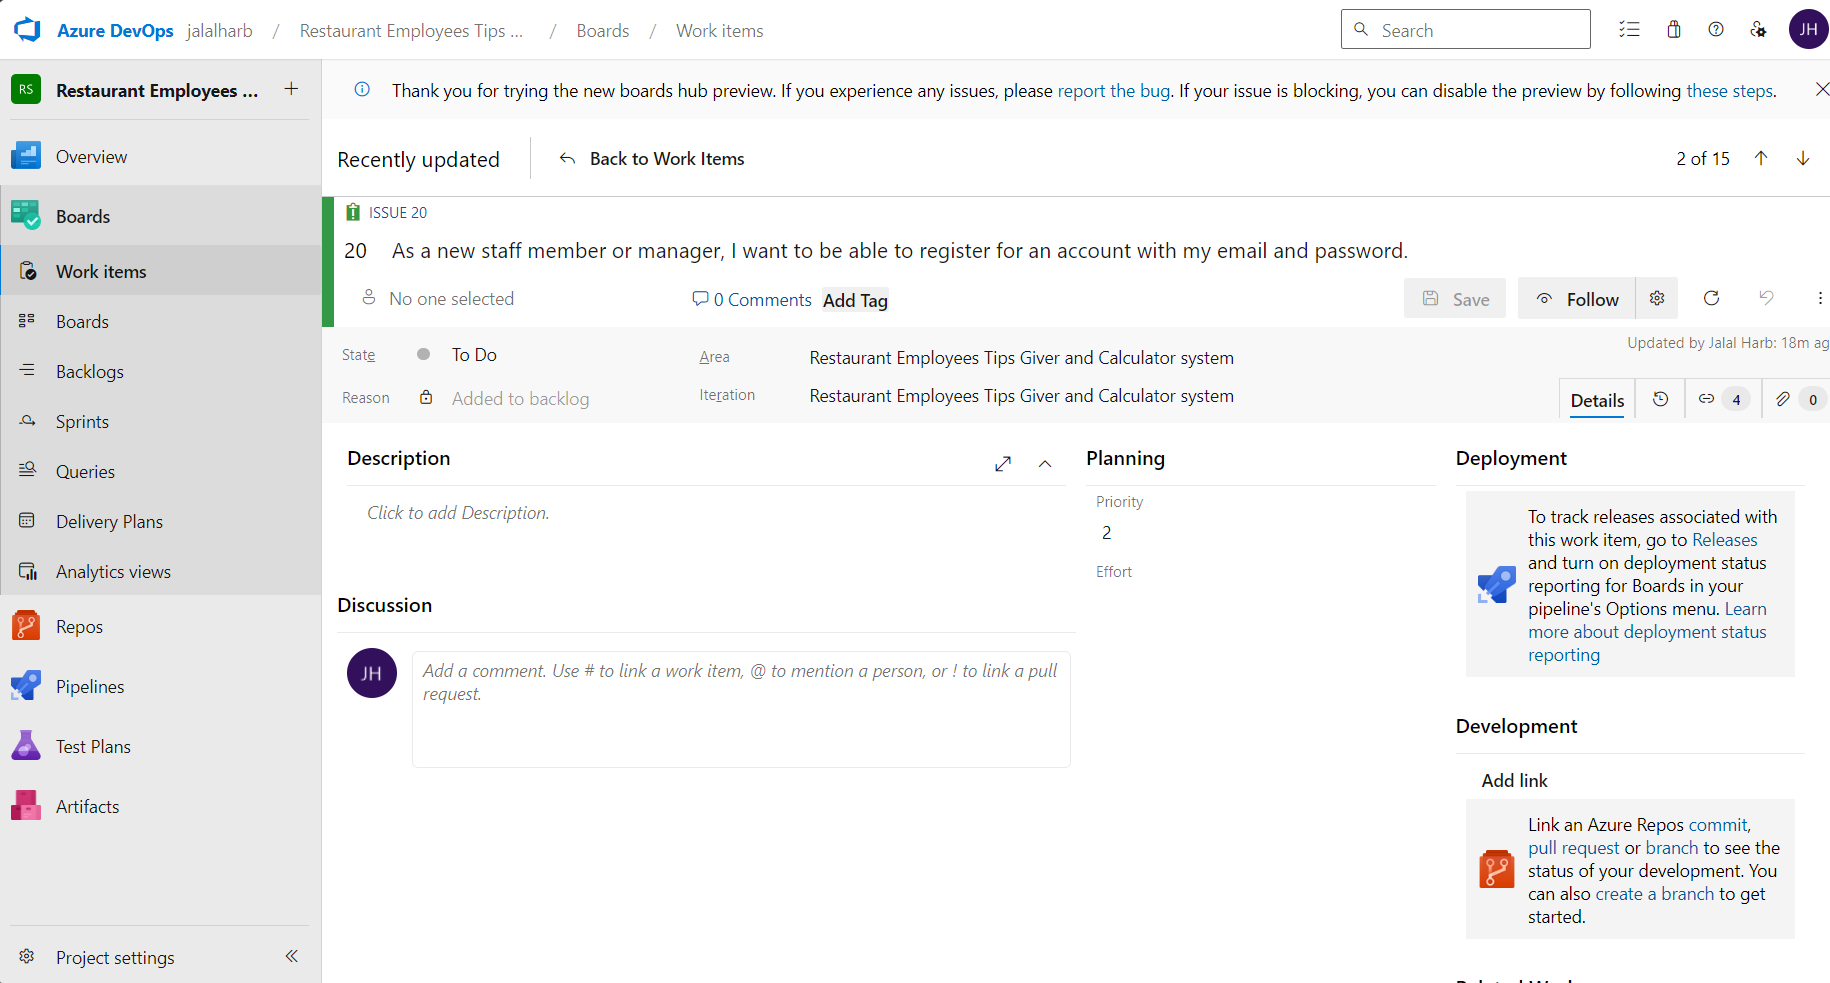 Azure DevOps jalalharb / Restaurant Employees Tips ... / Boards / Work items
Search
JH
RS Restaurant Employees ... +
Thank you for trying the new boards hub preview. If you experience any issues, please report the bug. If your issue is blocking, you can disable the preview by following these steps.
Overview
Boards
Work items
Boards
Backlogs
Sprints
Queries
Delivery Plans
Analytics views
Repos
Pipelines
Test Plans
Artifacts
Project settings
Recently updated
Back to Work Items
2 of 15
ISSUE 20
20 As a new staff member or manager, I want to be able to register for an account with my email and password.
No one selected
0 Comments
Add Tag
Save
Follow
State
To Do
Area
Restaurant Employees Tips Giver and Calculator system
Updated by Jalal Harb: 18m ag
Reason
Added to backlog
Iteration
Restaurant Employees Tips Giver and Calculator system
Details
4
0
Description
Click to add Description.
Discussion
JH
Add a comment. Use # to link a work item, @ to mention a person, or ! to link a pull
request.
Planning
Priority
2
Effort
Deployment
To track releases associated with
this work item, go to Releases
and turn on deployment status
reporting for Boards in your
pipeline's Options menu. Learn
more about deployment status
reporting
Development
Add link
Link an Azure Repos commit,
pull request or branch to see the
status of your development. You
can also create a branch to get
started.